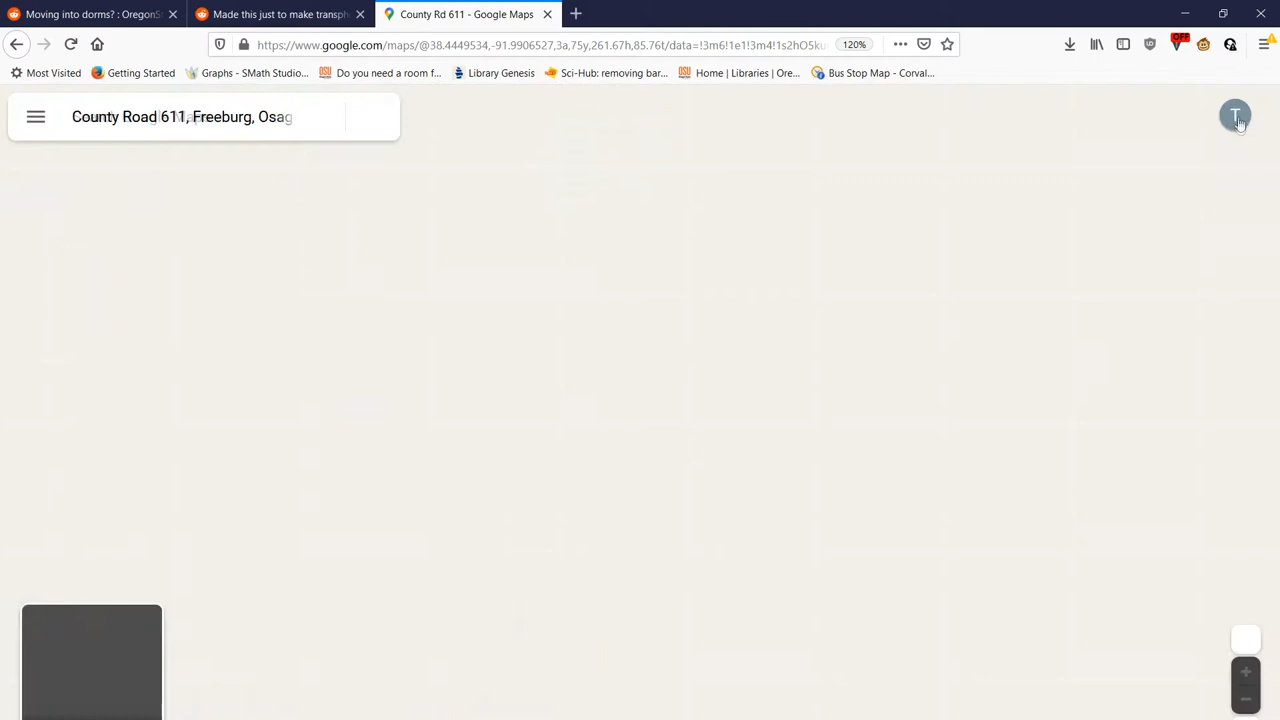 Moving into dorms? : OregonS
Made this just to make transph
County Rd 611 - Google Maps
https://www.google.com/maps/@38.4449534,-91.9906527,3a,75y,261.67h,85.76t/data=!3m6!1e1!3m4!1s2hO5ku
120%
OFF
Most Visited
Getting Started
Graphs - SMath Studio...
Do you need a room f...
Library Genesis
Sci-Hub: removing bar...
Home | Libraries | Ore...
Bus Stop Map - Corval...
County Road 611, Freeburg, Osag
T